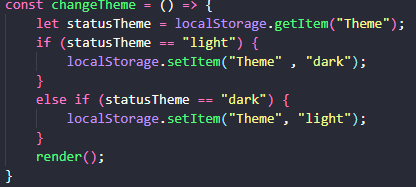 const changeTheme = () => {
    let statusTheme = localStorage.getItem("Theme");
    if (statusTheme == "light") {
        localStorage.setItem("Theme" , "dark");
    }
    else if (statusTheme == "dark") {
        localStorage.setItem("Theme", "light");
    }
    render();
}